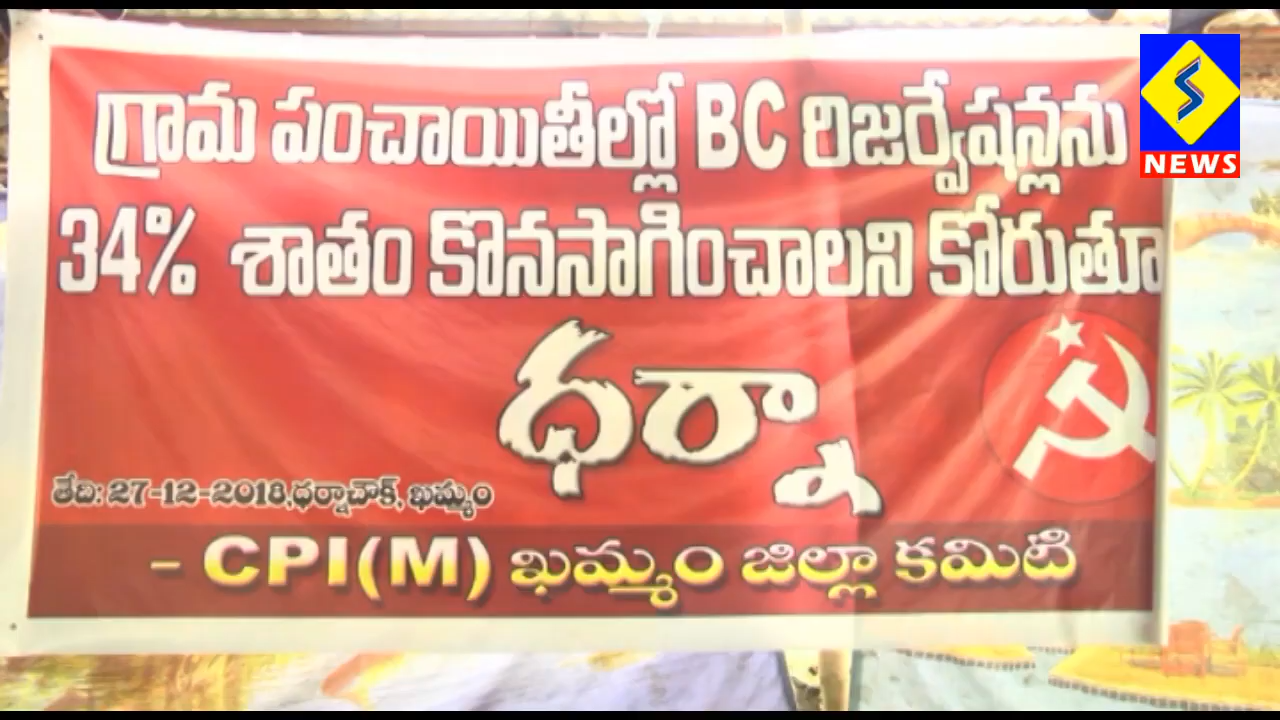 గ్రామ పంచాయితీల్లో BC రిజర్వేషన్లను
34% శాతం కొనసాగించాలని కోరుతూ
ధర్నా
తేది: 27-12-2018,ధర్నాచౌక్, ఖమ్మం
- CPI(M) ఖమ్మం జిల్లా కమిటి
S
NEWS